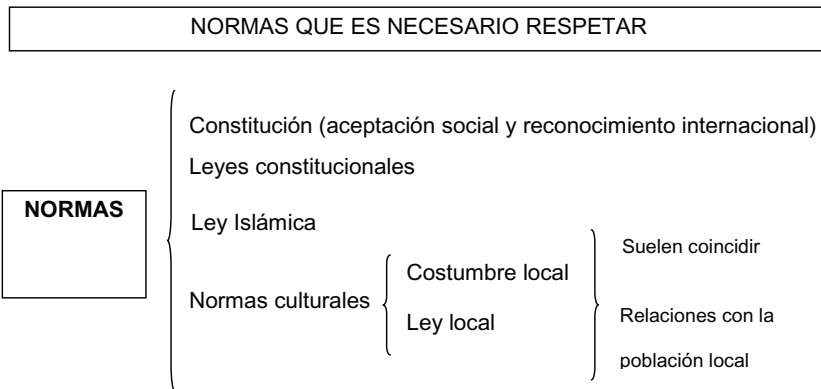 NORMAS QUE ES NECESARIO RESPETAR
Constitución (aceptación social y reconocimiento internacional)
Leyes constitucionales
NORMAS
Ley Islámica
Normas culturales
Costumbre local
Ley local
Suelen coincidir
Relaciones con la
población local